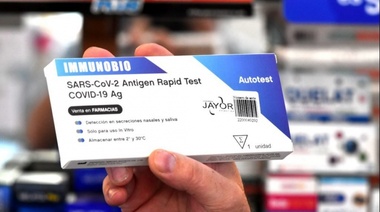 IMMUNOBIO
SARS-CoV-2 Antigen Rapid Test
COVID-19 Ag
Autotest
Venta en FARMACIAS
JAYOR
Detección en secreciones nasales y saliva
Solo para uso In Vitro
Almacenar entre 2° y 30°C
1 unidad